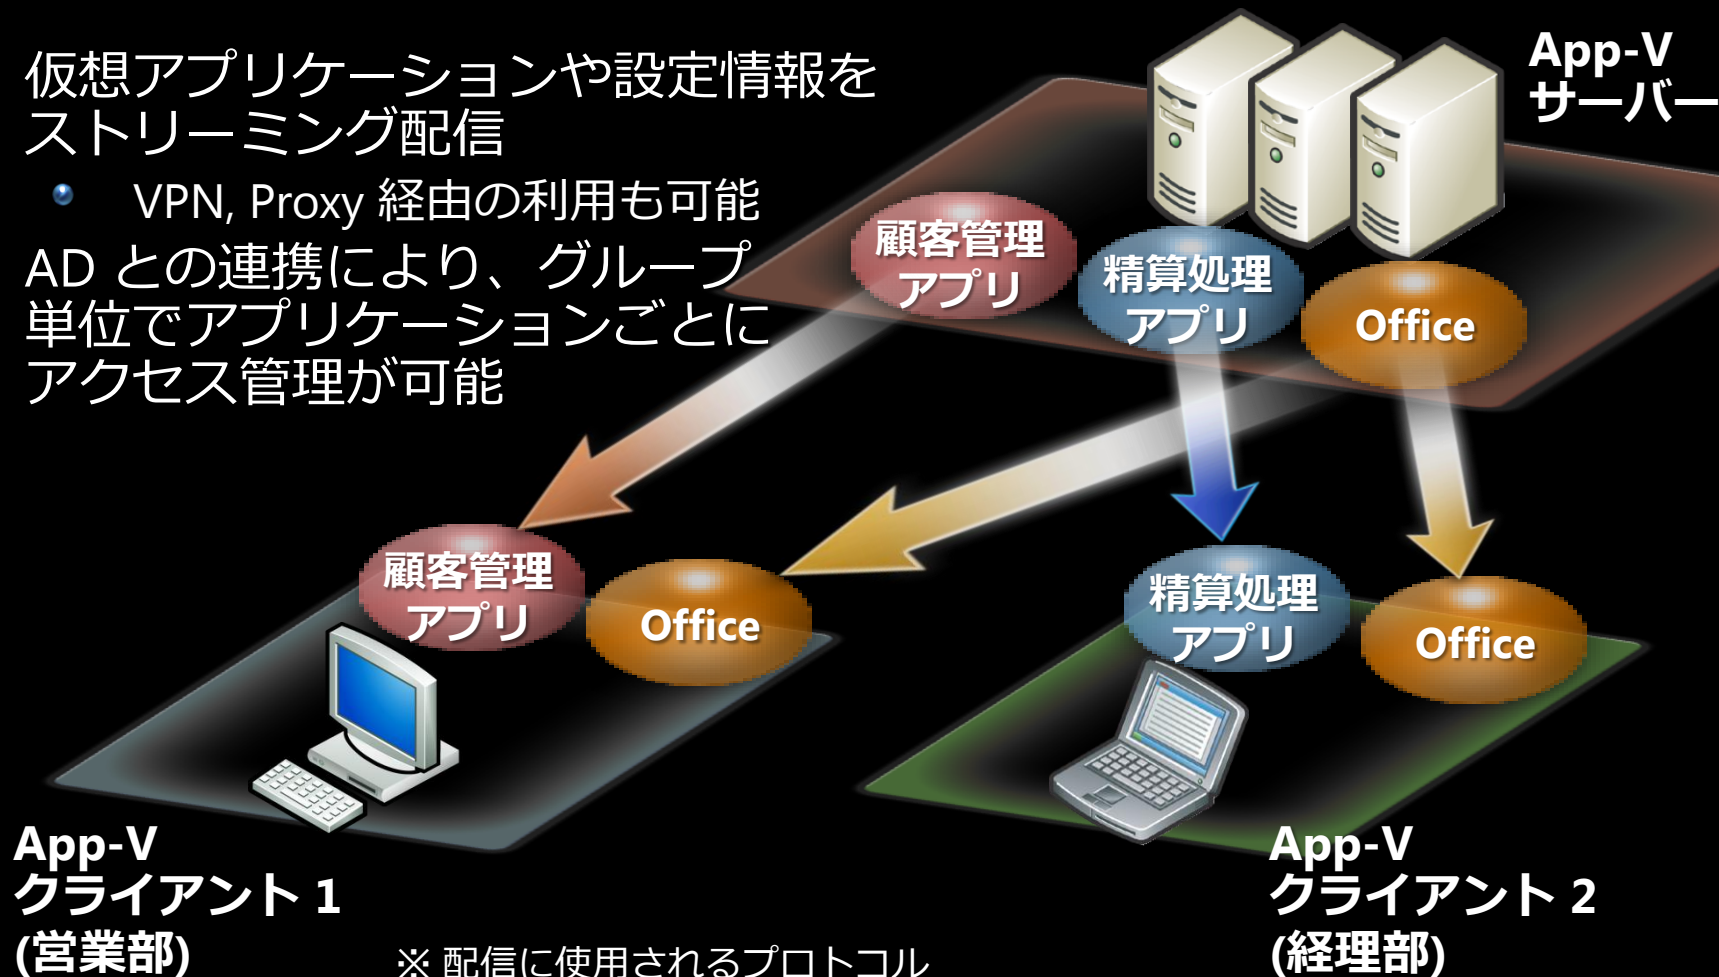 仮想アプリケーションや設定情報を
ストリーミング配信
VPN, Proxy 経由の利用も可能
AD との連携により、グループ
単位でアプリケーションごとに
アクセス管理が可能
App-V
サーバー
顧客管理
アプリ
精算処理
アプリ
Office
顧客管理
アプリ
Office
精算処理
アプリ
Office
App-V
クライアント 1
(営業部)
App-V
クライアント 2
(経理部)
※ 配信に使用されるプロトコル